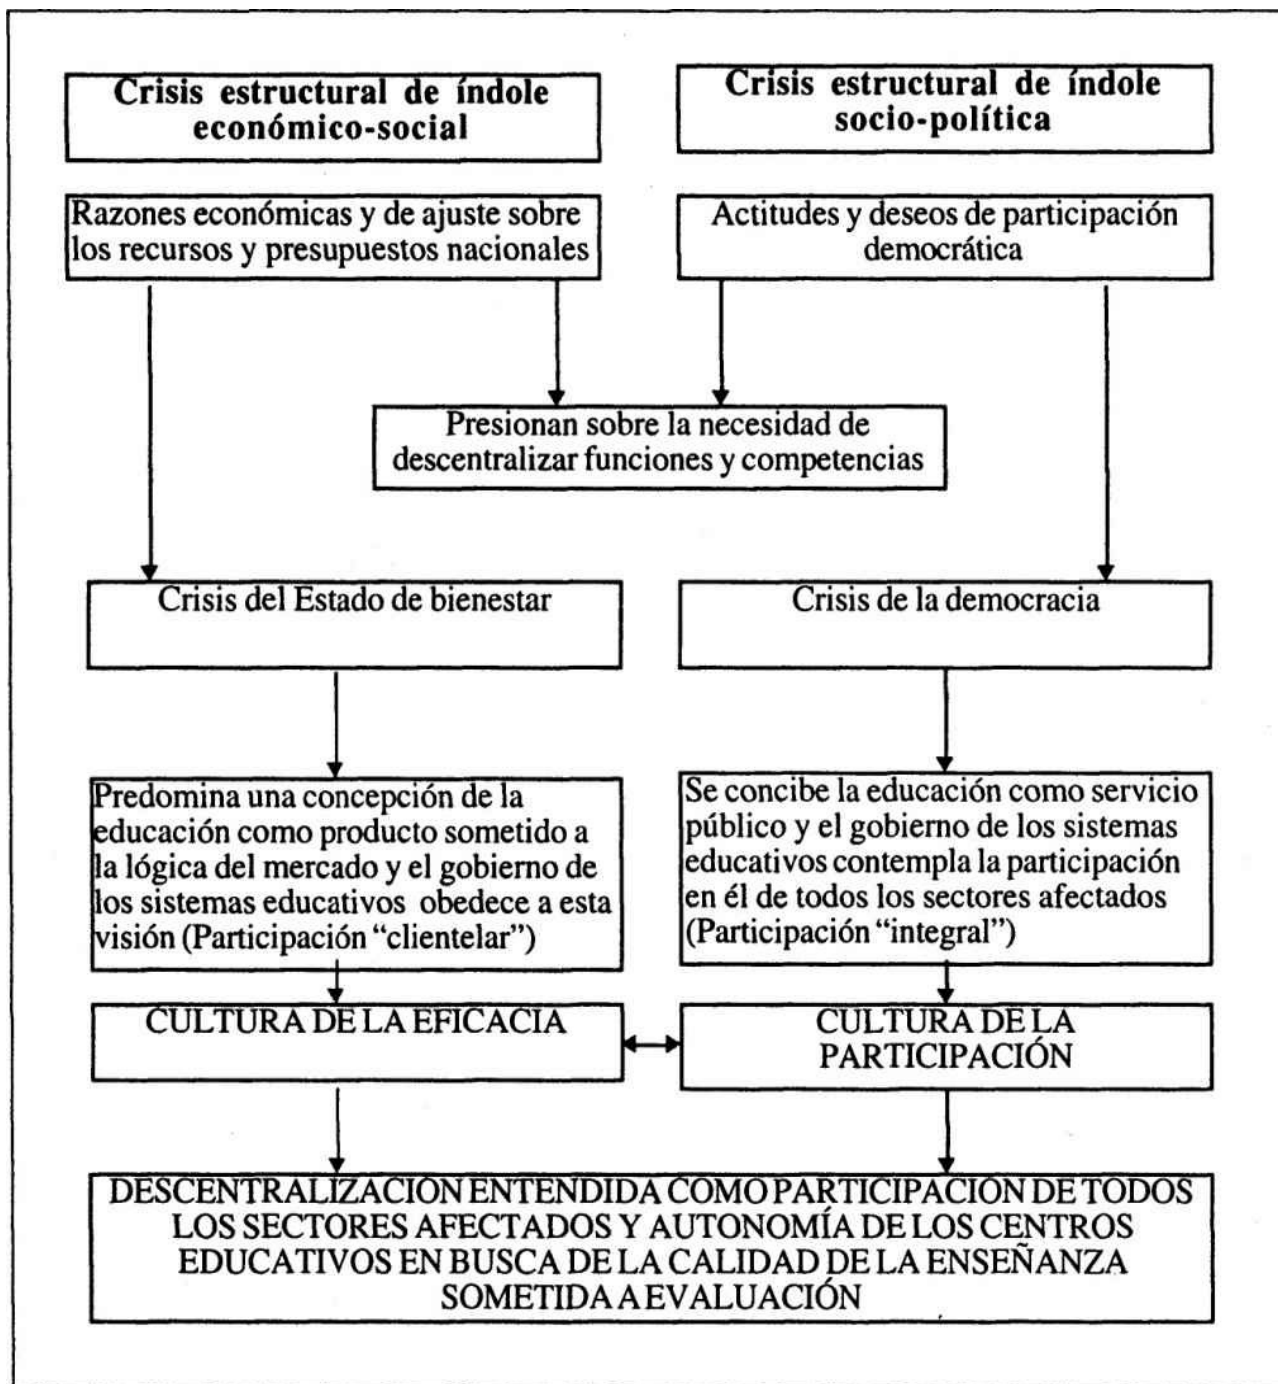 Crisis estructural de índole
económico-social
Crisis estructural de índole
socio-política
Razones económicas y de ajuste sobre
los recursos y presupuestos nacionales
Actitudes y deseos de participación
democrática
Presionan sobre la necesidad de
descentralizar funciones y competencias
Crisis del Estado de bienestar
Crisis de la democracia
Predomina una concepción de la
educación como producto sometido a
la lógica del mercado y el gobierno de
los sistemas educativos obedece a esta
visión (Participación “clientelar”)
Se concibe la educación como servicio
público y el gobierno de los sistemas
educativos contempla la participación
en él de todos los sectores afectados
(Participación “integral”)
CULTURA DE LA EFICACIA
CULTURA DE LA
PARTICIPACIÓN
DESCENTRALIZACIÓN ENTENDIDA COMO PARTICIPACIÓN DE TODOS
LOS SECTORES AFECTADOS Y AUTONOMÍA DE LOS CENTROS
EDUCATIVOS EN BUSCA DE LA CALIDAD DE LA ENSEÑANZA
SOMETIDA A EVALUACIÓN